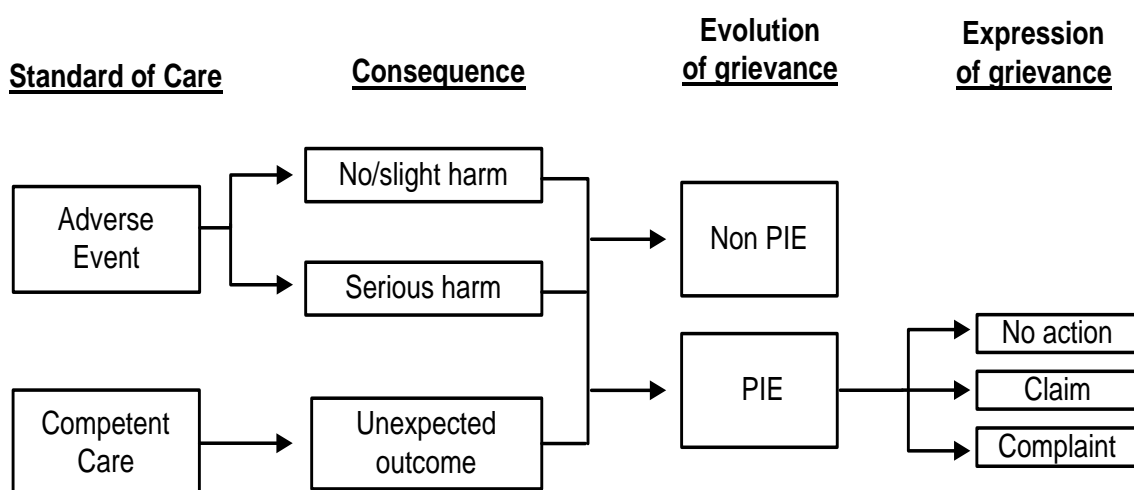 Standard of Care
Consequence
Evolution
of grievance
Expression
of grievance
Adverse
Event
No/slight harm
Serious harm
Non PIE
Competent
Care
Unexpected
outcome
PIE
No action
Claim
Complaint